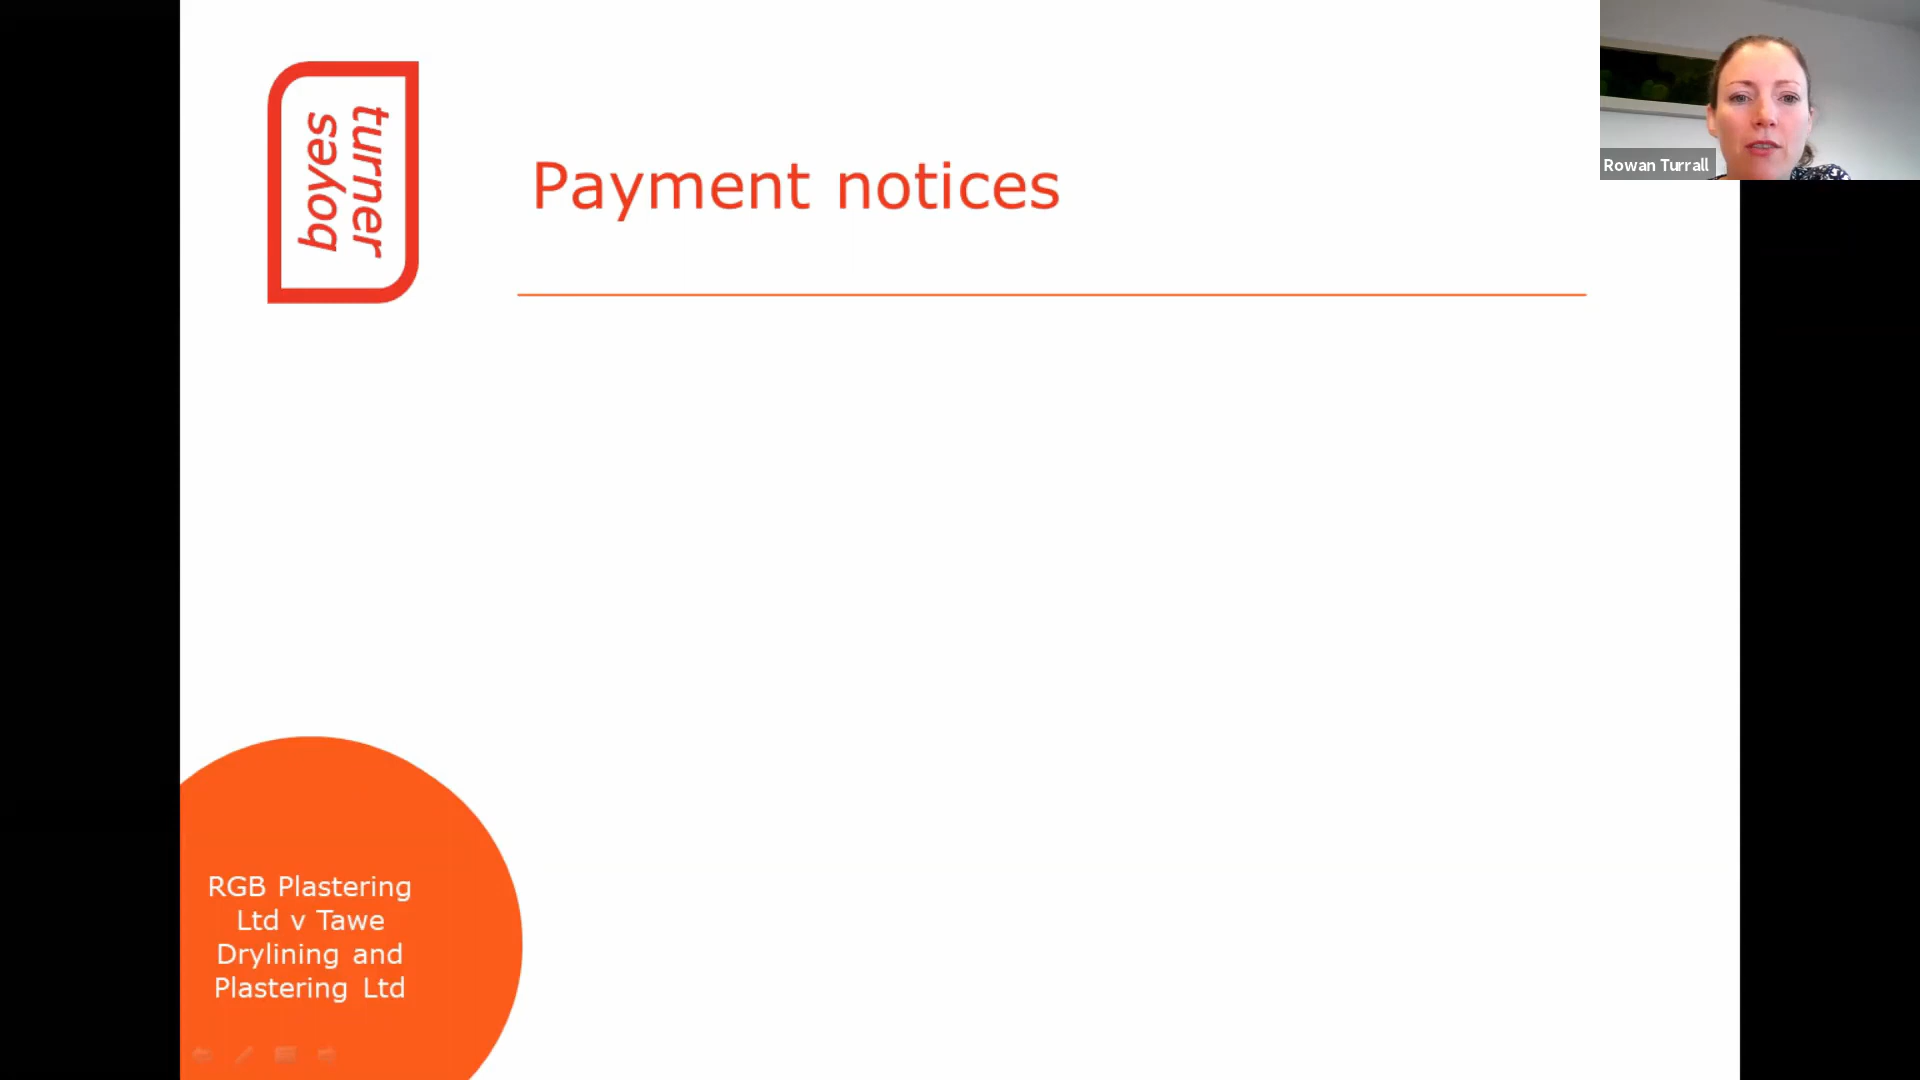 boyes
turner
Payment notices
Rowan Turrall
RGB Plastering
Ltd v Tawe
Drylining and
Plastering Ltd